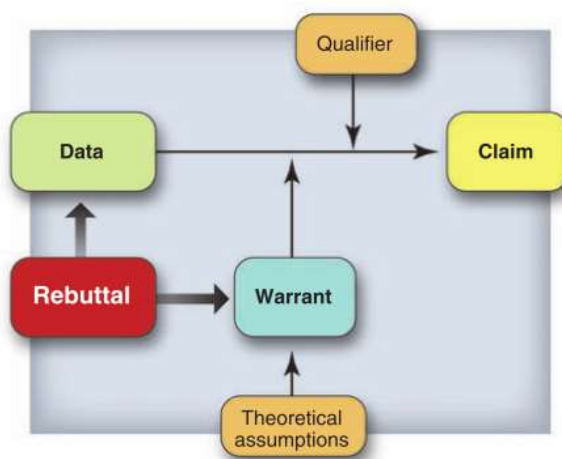 Qualifier
Data
Claim
Rebuttal
Warrant
Theoretical
assumptions